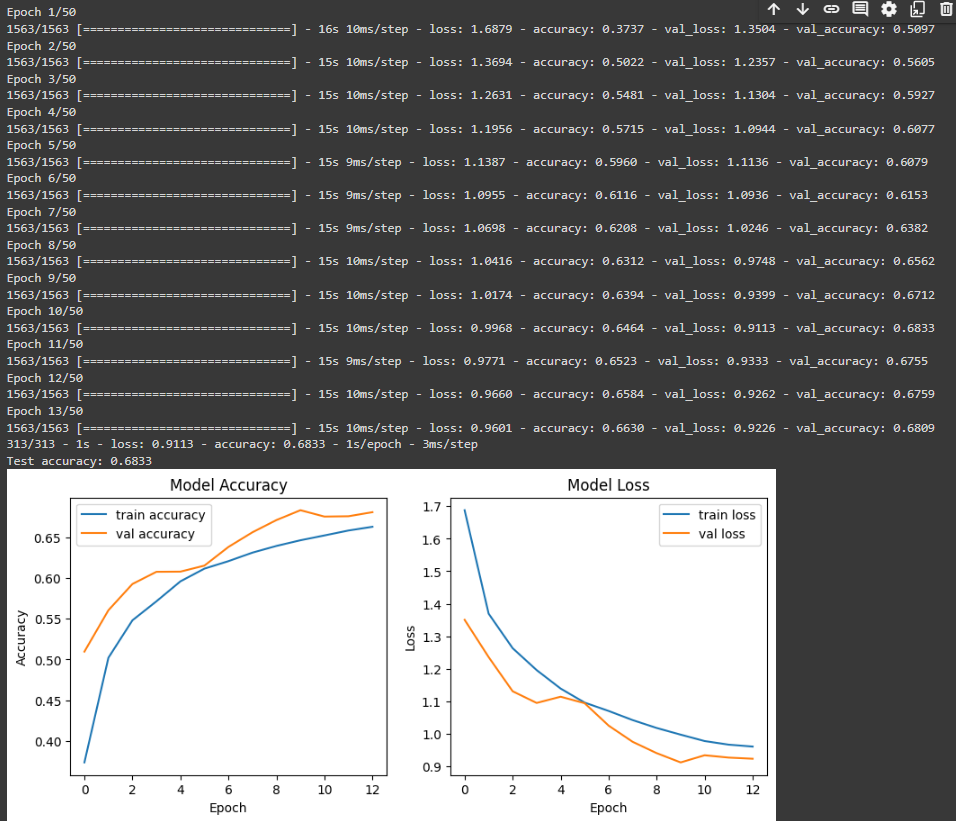 Epoch 1/50
1563/1563 [==============================] - 16s 10ms/step - loss: 1.6879 - accuracy: 0.3737 - val_loss: 1.3504 - val_accuracy: 0.5097
Epoch 2/50
1563/1563 [==============================] - 15s 10ms/step - loss: 1.3694 - accuracy: 0.5022 - val_loss: 1.2357 - val_accuracy: 0.5605
Epoch 3/50
1563/1563 [==============================] - 15s 10ms/step - loss: 1.2631 - accuracy: 0.5481 - val_loss: 1.1304 - val_accuracy: 0.5927
Epoch 4/50
1563/1563 [==============================] - 15s 10ms/step - loss: 1.1956 - accuracy: 0.5715 - val_loss: 1.0944 - val_accuracy: 0.6077
Epoch 5/50
1563/1563 [==============================] - 15s 9ms/step - loss: 1.1387 - accuracy: 0.5960 - val_loss: 1.1136 - val_accuracy: 0.6079
Epoch 6/50
1563/1563 [==============================] - 15s 9ms/step - loss: 1.0955 - accuracy: 0.6116 - val_loss: 1.0936 - val_accuracy: 0.6153
Epoch 7/50
1563/1563 [==============================] - 15s 9ms/step - loss: 1.0698 - accuracy: 0.6208 - val_loss: 1.0246 - val_accuracy: 0.6382
Epoch 8/50
1563/1563 [==============================] - 15s 10ms/step - loss: 1.0416 - accuracy: 0.6312 - val_loss: 0.9748 - val_accuracy: 0.6562
Epoch 9/50
1563/1563 [==============================] - 15s 10ms/step - loss: 1.0174 - accuracy: 0.6394 - val_loss: 0.9399 - val_accuracy: 0.6712
Epoch 10/50
1563/1563 [==============================] - 15s 10ms/step - loss: 0.9968 - accuracy: 0.6464 - val_loss: 0.9113 - val_accuracy: 0.6833
Epoch 11/50
1563/1563 [==============================] - 15s 9ms/step - loss: 0.9771 - accuracy: 0.6523 - val_loss: 0.9333 - val_accuracy: 0.6755
Epoch 12/50
1563/1563 [==============================] - 15s 10ms/step - loss: 0.9660 - accuracy: 0.6584 - val_loss: 0.9262 - val_accuracy: 0.6759
Epoch 13/50
1563/1563 [==============================] - 15s 10ms/step - loss: 0.9601 - accuracy: 0.6630 - val_loss: 0.9226 - val_accuracy: 0.6809
313/313 - 1s - loss: 0.9113 - accuracy: 0.6833 - 1s/epoch - 3ms/step
Test accuracy: 0.6833
Model Accuracy
train accuracy
val accuracy
0.65
0.60
0.55
0.50
0.45
0.40
Accuracy
0 2 4 6 8 10 12
Epoch
Model Loss
train loss
val loss
1.7
1.6
1.5
1.4
1.3
1.2
1.1
1.0
0.9
Loss
0 2 4 6 8 10 12
Epoch